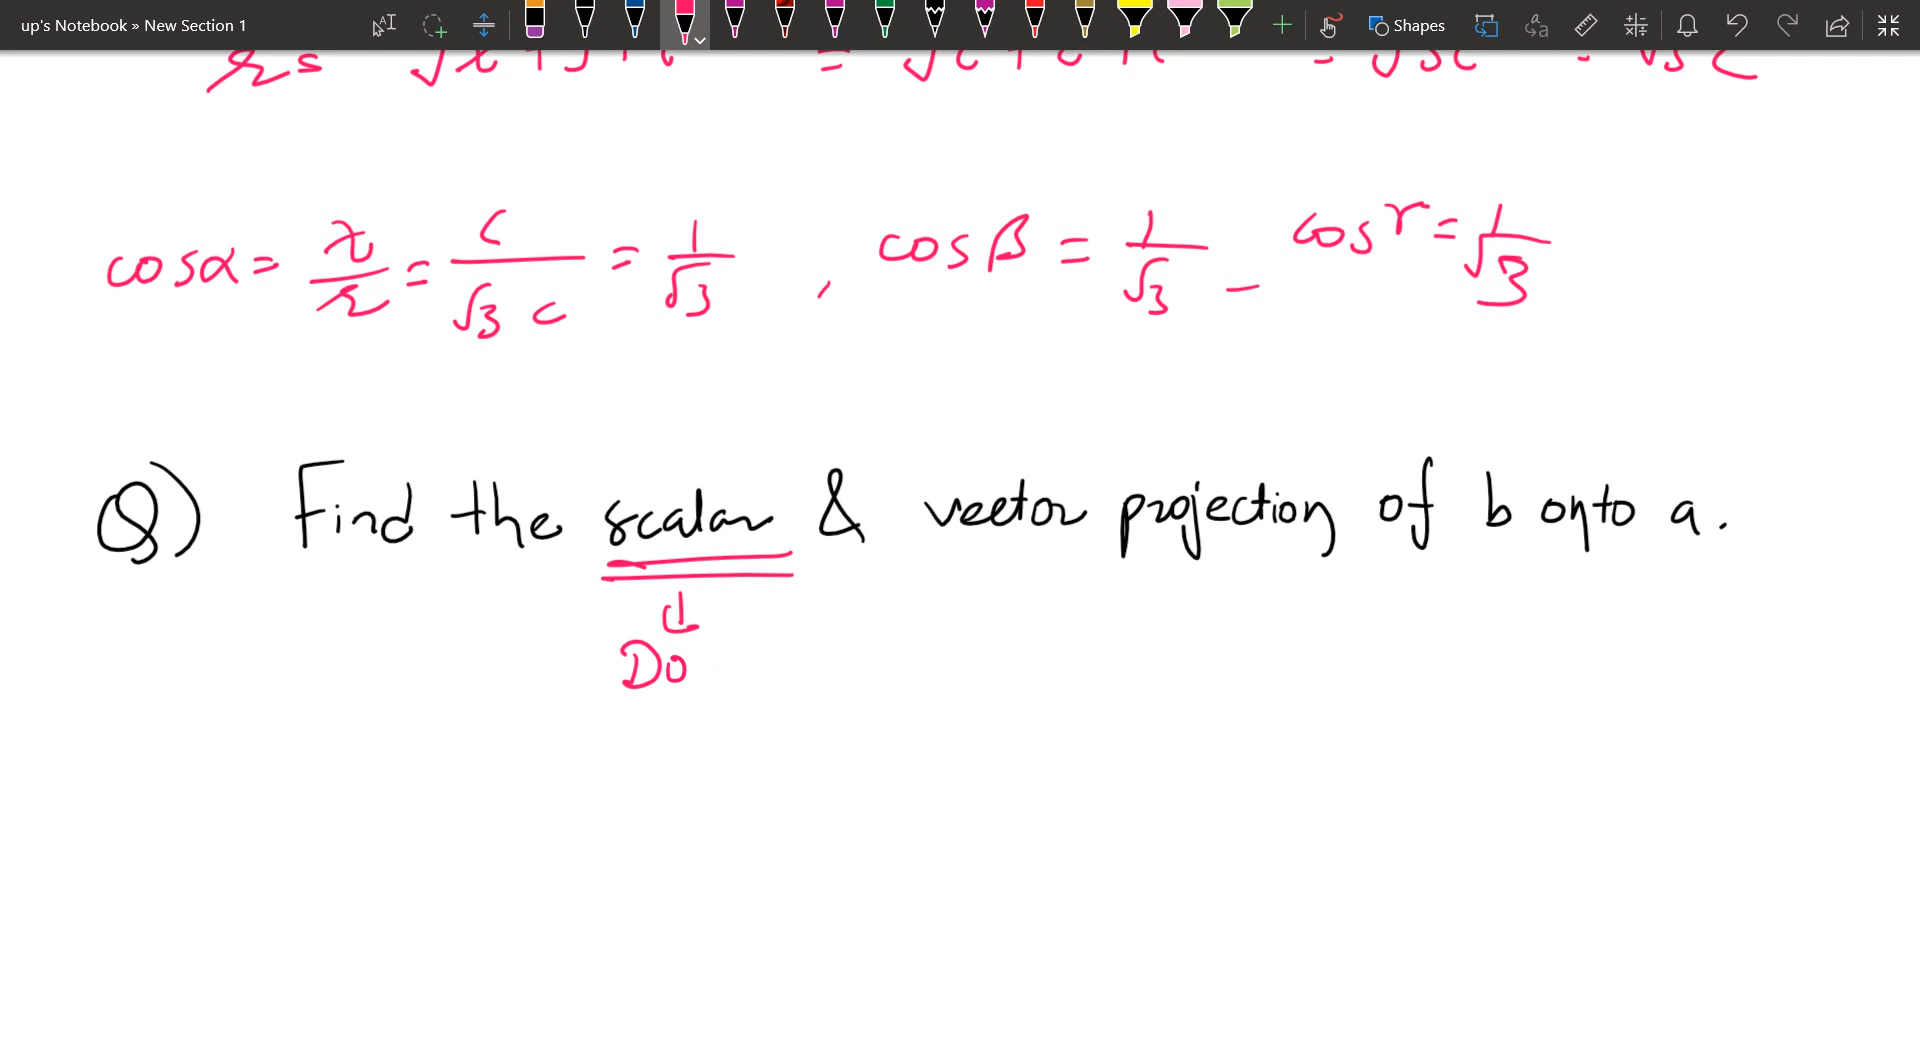 up's Notebook » New Section 1
Shapes
cosα = x/r = c/√3 c = 1/√3 , cosβ = 1/√3 - cosγ = 1/√3
Q) Find the scalar & vector projection of b onto a.
↓
Do